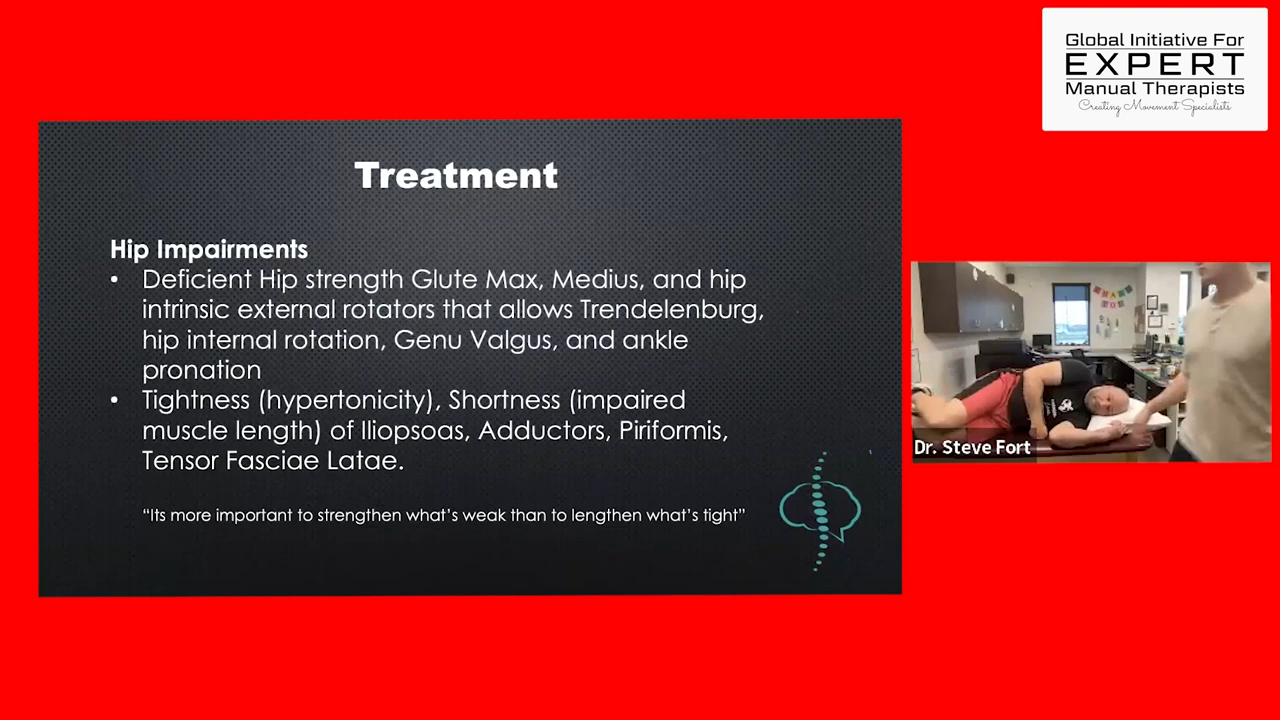 Global Initiative For
EXPERT
Manual Therapists
Creating Movement Specialists
Treatment
Hip Impairments
• Deficient Hip strength Glute Max, Medius, and hip
intrinsic external rotators that allows Trendelenburg,
hip internal rotation, Genu Valgus, and ankle
pronation
• Tightness (hypertonicity), Shortness (impaired
muscle length) of Iliopsoas, Adductors, Piriformis,
Tensor Fasciae Latae.
“Its more important to strengthen what’s weak than to lengthen what’s tight”
Dr. Steve Fort